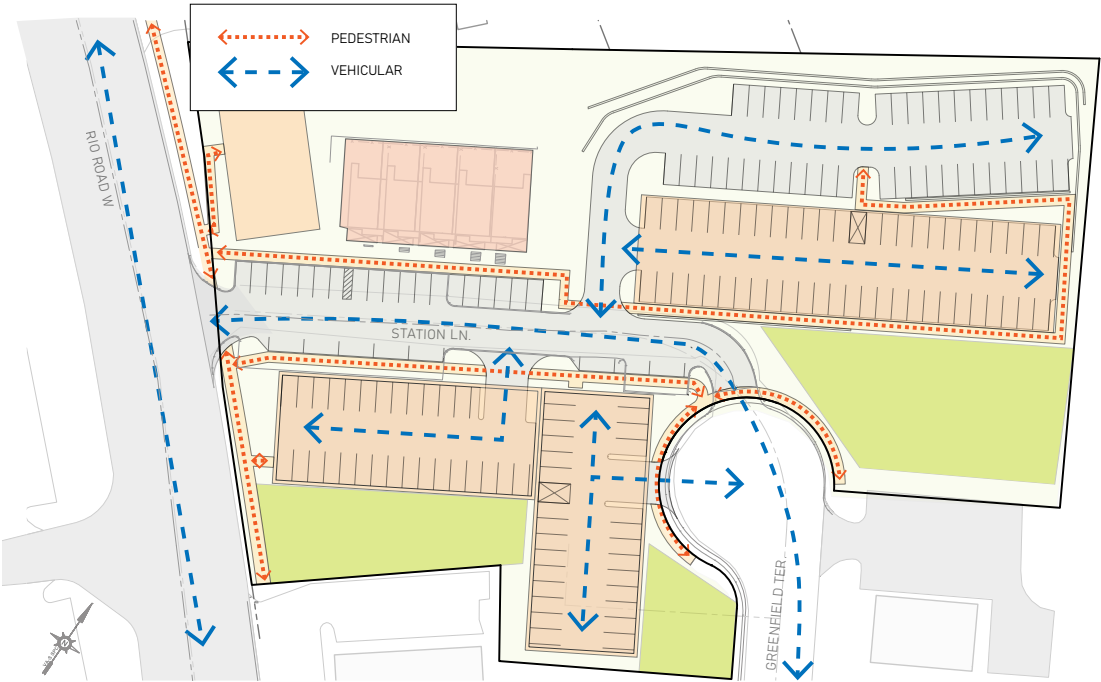 PEDESTRIAN
VEHICULAR
RIO ROAD W
STATION LN.
GREENFIELD TER.
N